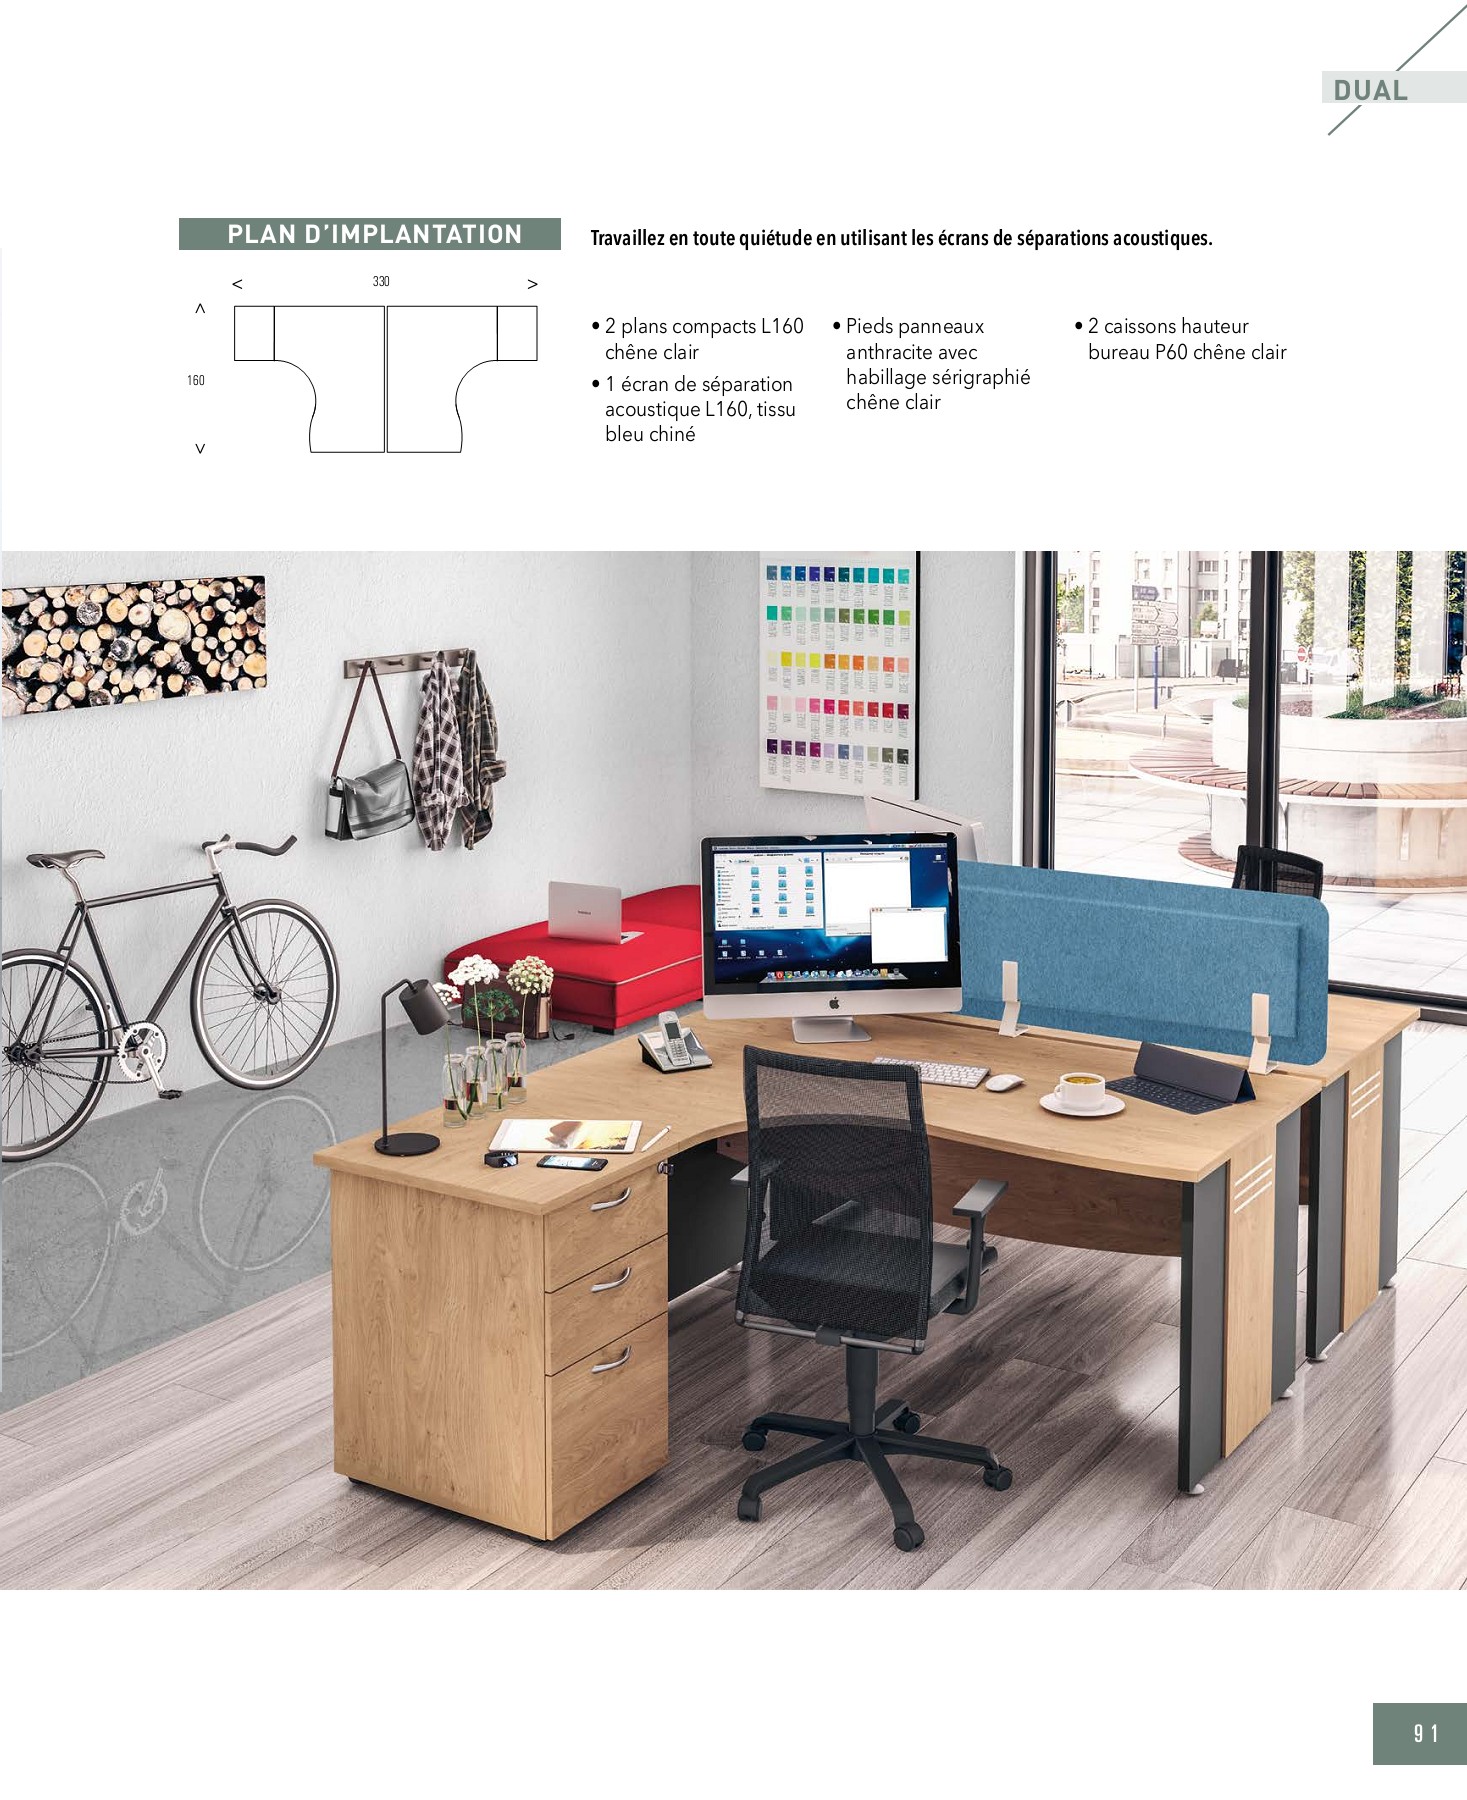 DUAL
PLAN D’IMPLANTATION
330
160
Travaillez en toute quiétude en utilisant les écrans de séparations acoustiques.
• 2 plans compacts L160
chêne clair
• 1 écran de séparation
acoustique L160, tissu
bleu chiné
• Pieds panneaux
anthracite avec
habillage sérigraphié
chêne clair
• 2 caissons hauteur
bureau P60 chêne clair
91